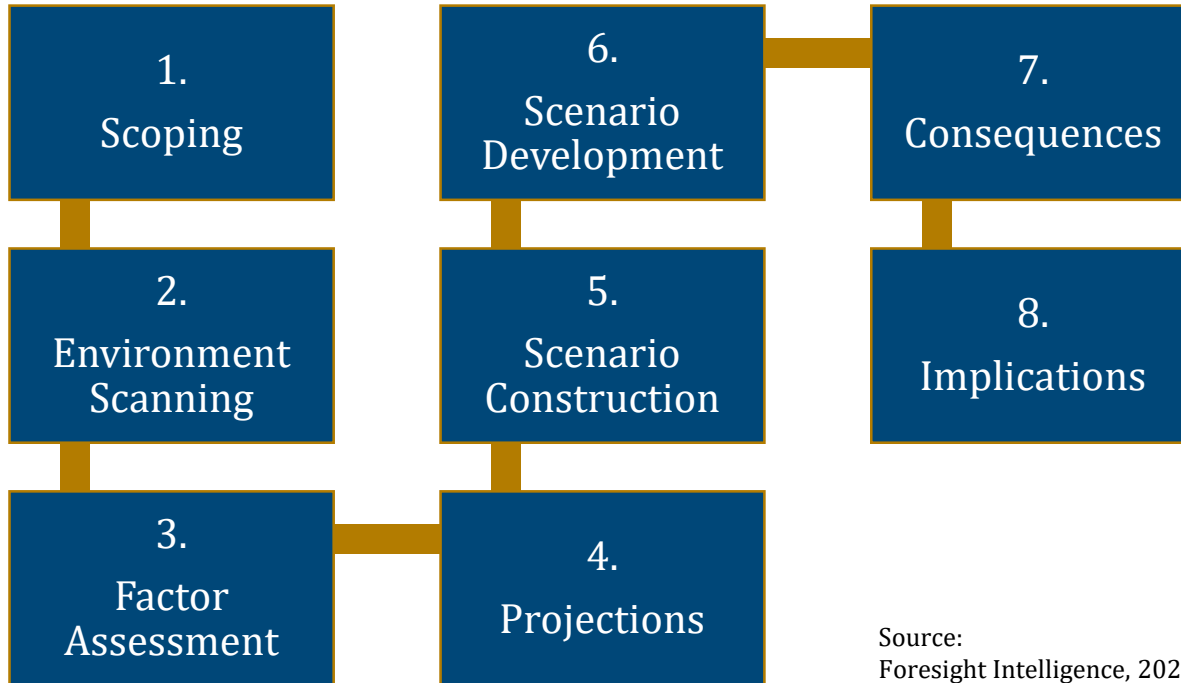 1.
Scoping
2.
Environment
Scanning
3.
Factor
Assessment
4.
Projections
5.
Scenario
Construction
6.
Scenario
Development
7.
Consequences
8.
Implications
Source:
Foresight Intelligence, 202